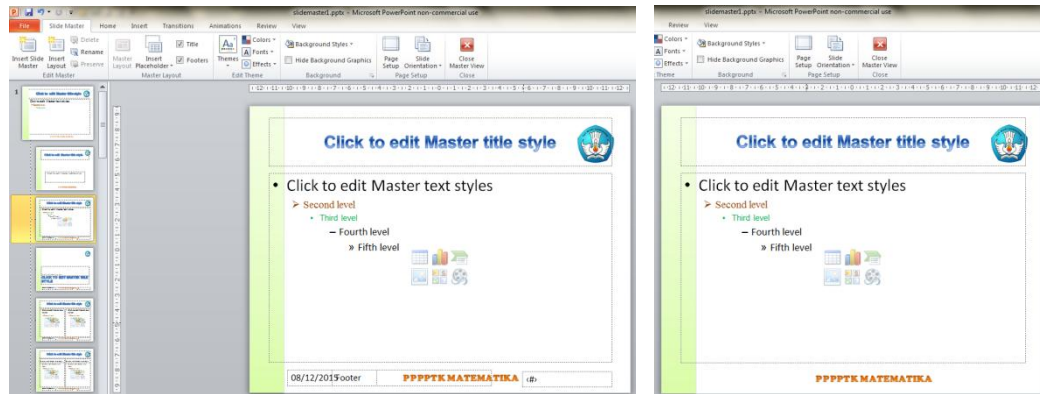 slidemaster1.pptx - Microsoft PowerPoint non-commercial use
File Slide Master Home Insert Transitions Animations Review View
Insert Slide Master
Insert Layout
Delete
Rename
Preserve
Edit Master
Master Layout
Insert Placeholder
Title
Footers
Master Layout
Themes
Colors
Fonts
Effects
Edit Theme
Background Styles
Hide Background Graphics
Background
Page Setup
Slide Orientation
Page Setup
Close Master View
Close
1
Click to edit Master title style
• Click to edit Master text styles
➢ Second level
• Third level
– Fourth level
» Fifth level
08/12/2015 Footer PPPPTK MATEMATIKA ‹#›
slidemaster1.pptx - Microsoft PowerPoint non-commercial use
Review View
Colors
Fonts
Effects
Theme
Background Styles
Hide Background Graphics
Background
Page Setup
Slide Orientation
Page Setup
Close Master View
Close
Click to edit Master title style
• Click to edit Master text styles
➢ Second level
• Third level
– Fourth level
» Fifth level
PPPPTK MATEMATIKA